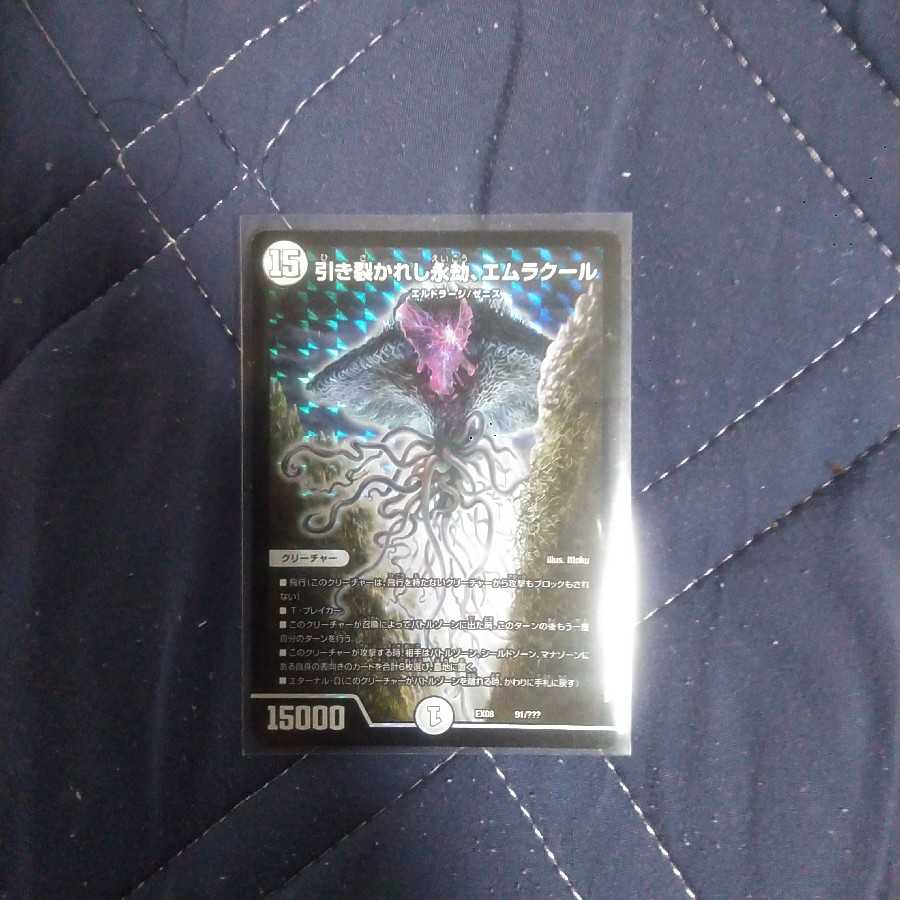 15
引き裂かれし永劫、エムラクール
エルドラージ/ゼーズ
クリーチャー
illus. Itoku
■飛行(このクリーチャーは、飛行を持たないクリーチャーから攻撃もブロックもされ
ない)
■T・ブレイカー
■このクリーチャーが召喚によってバトルゾーンに出た時、このターンの後もう一度
自分のターンを行う。
■このクリーチャーが攻撃する時、相手はバトルゾーン、シールドゾーン、マナゾーンに
ある自身の表向きのカードを合計6枚選び、墓地に置く。
■エターナル・Ω(このクリーチャーがバトルゾーンを離れる時、かわりに手札に戻す)
15000
1
EX08 91/???